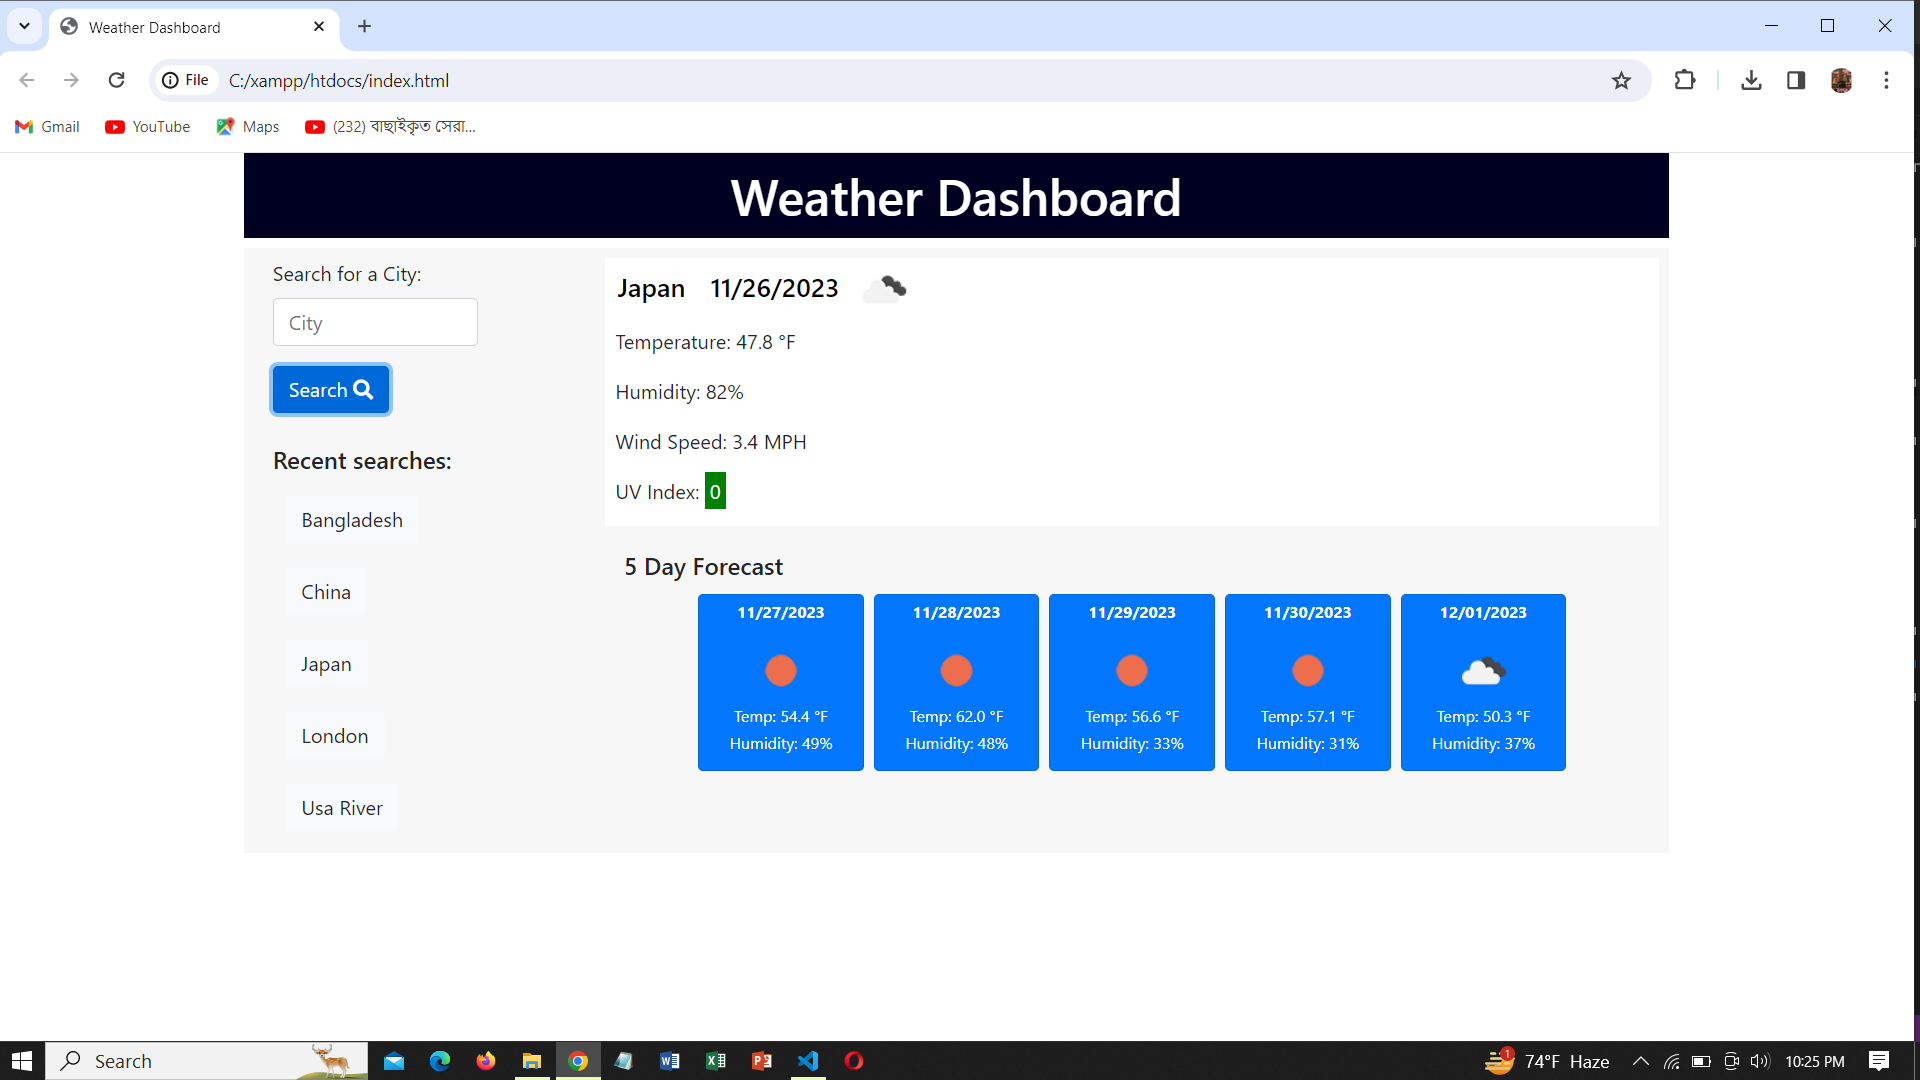 Weather Dashboard
File C:/xampp/htdocs/index.html
Gmail YouTube Maps (232) বাছাইকৃত সেরা...
Weather Dashboard
Search for a City:
City
Search
Recent searches:
Bangladesh
China
Japan
London
Usa River
Japan 11/26/2023
Temperature: 47.8 °F
Humidity: 82%
Wind Speed: 3.4 MPH
UV Index: 0
5 Day Forecast
11/27/2023
Temp: 54.4 °F
Humidity: 49%
11/28/2023
Temp: 62.0 °F
Humidity: 48%
11/29/2023
Temp: 56.6 °F
Humidity: 33%
11/30/2023
Temp: 57.1 °F
Humidity: 31%
12/01/2023
Temp: 50.3 °F
Humidity: 37%
Search
1
74°F Haze
10:25 PM